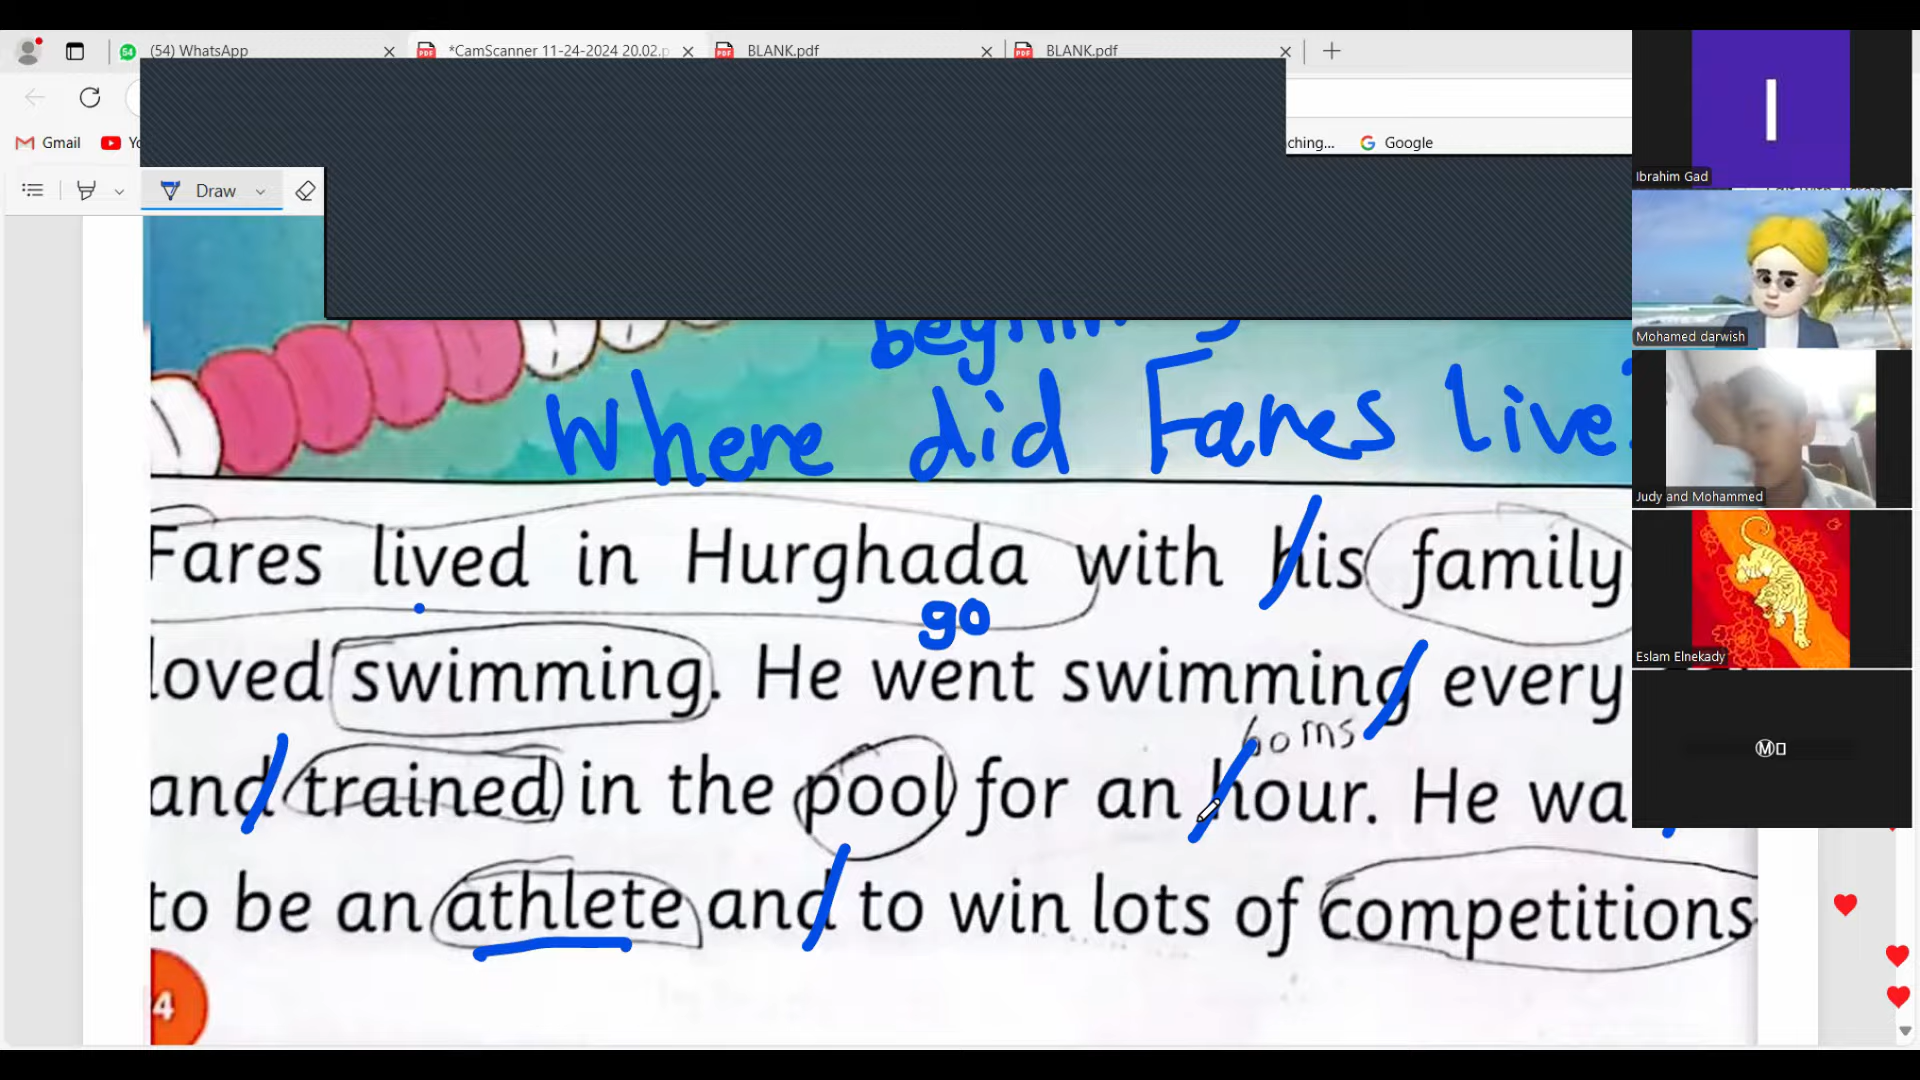 (54) WhatsApp
*CamScanner 11-24-2024 20.02.p
BLANK.pdf
BLANK.pdf
Gmail
ching...
Google
Draw
Ibrahim Gad
Mohamed darwish
Judy and Mohammed
Eslam Elnekady
Where did Fares live?
Fares lived in Hurghada with his family
go
loved swimming. He went swimming every
and trained in the pool for an hour. He wa
to be an athlete and to win lots of competitions
4